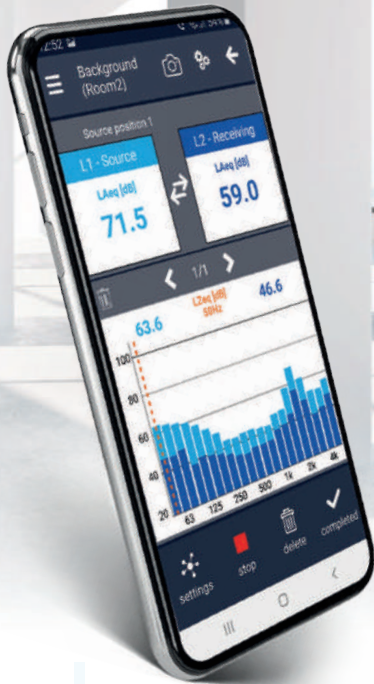 12:52
Background
(Room2)
Source position 1
L1 - Source
LAeq [dB]
71.5
L2 - Receiving
LAeq [dB]
59.0
1/1
63.6
LZeq [dB]
50Hz
46.6
100
80
60
40
20
63 125 250 500 1k 2k 4k
settings
stop
delete
completed